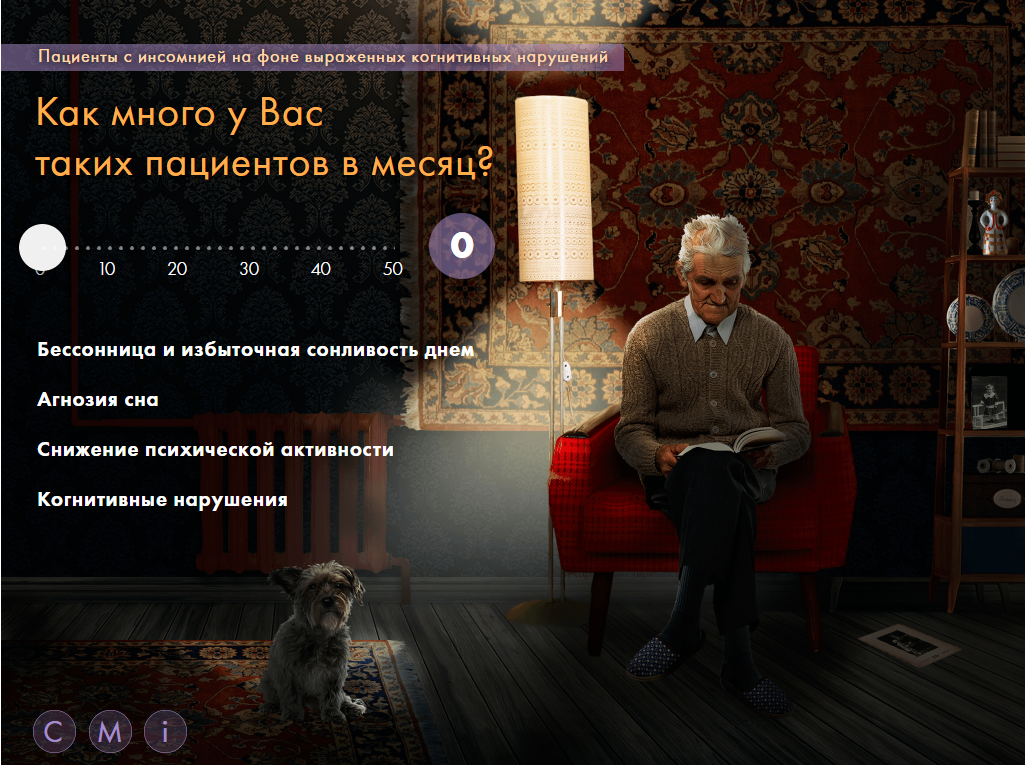 Пациенты с инсомнией на фоне выраженных когнитивных нарушений
Как много у Вас
таких пациентов в месяц?
0
0 10 20 30 40 50
Бессонница и избыточная сонливость днем
Агнозия сна
Снижение психической активности
Когнитивные нарушения
C M i